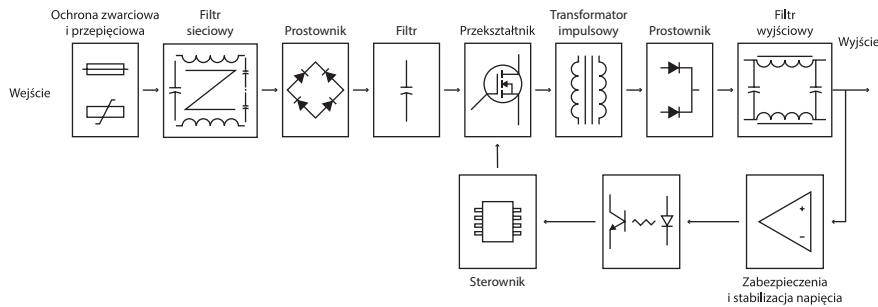 Ochrona zwarciowa
i przepięciowa
Filtr
sieciowy
Prostownik
Filtr
Przekształtnik
Transformator
impulsowy
Prostownik
Filtr
wyjściowy
Wyjście
Wejście
+
-
Sterownik
Zabezpieczenia
i stabilizacja napięcia